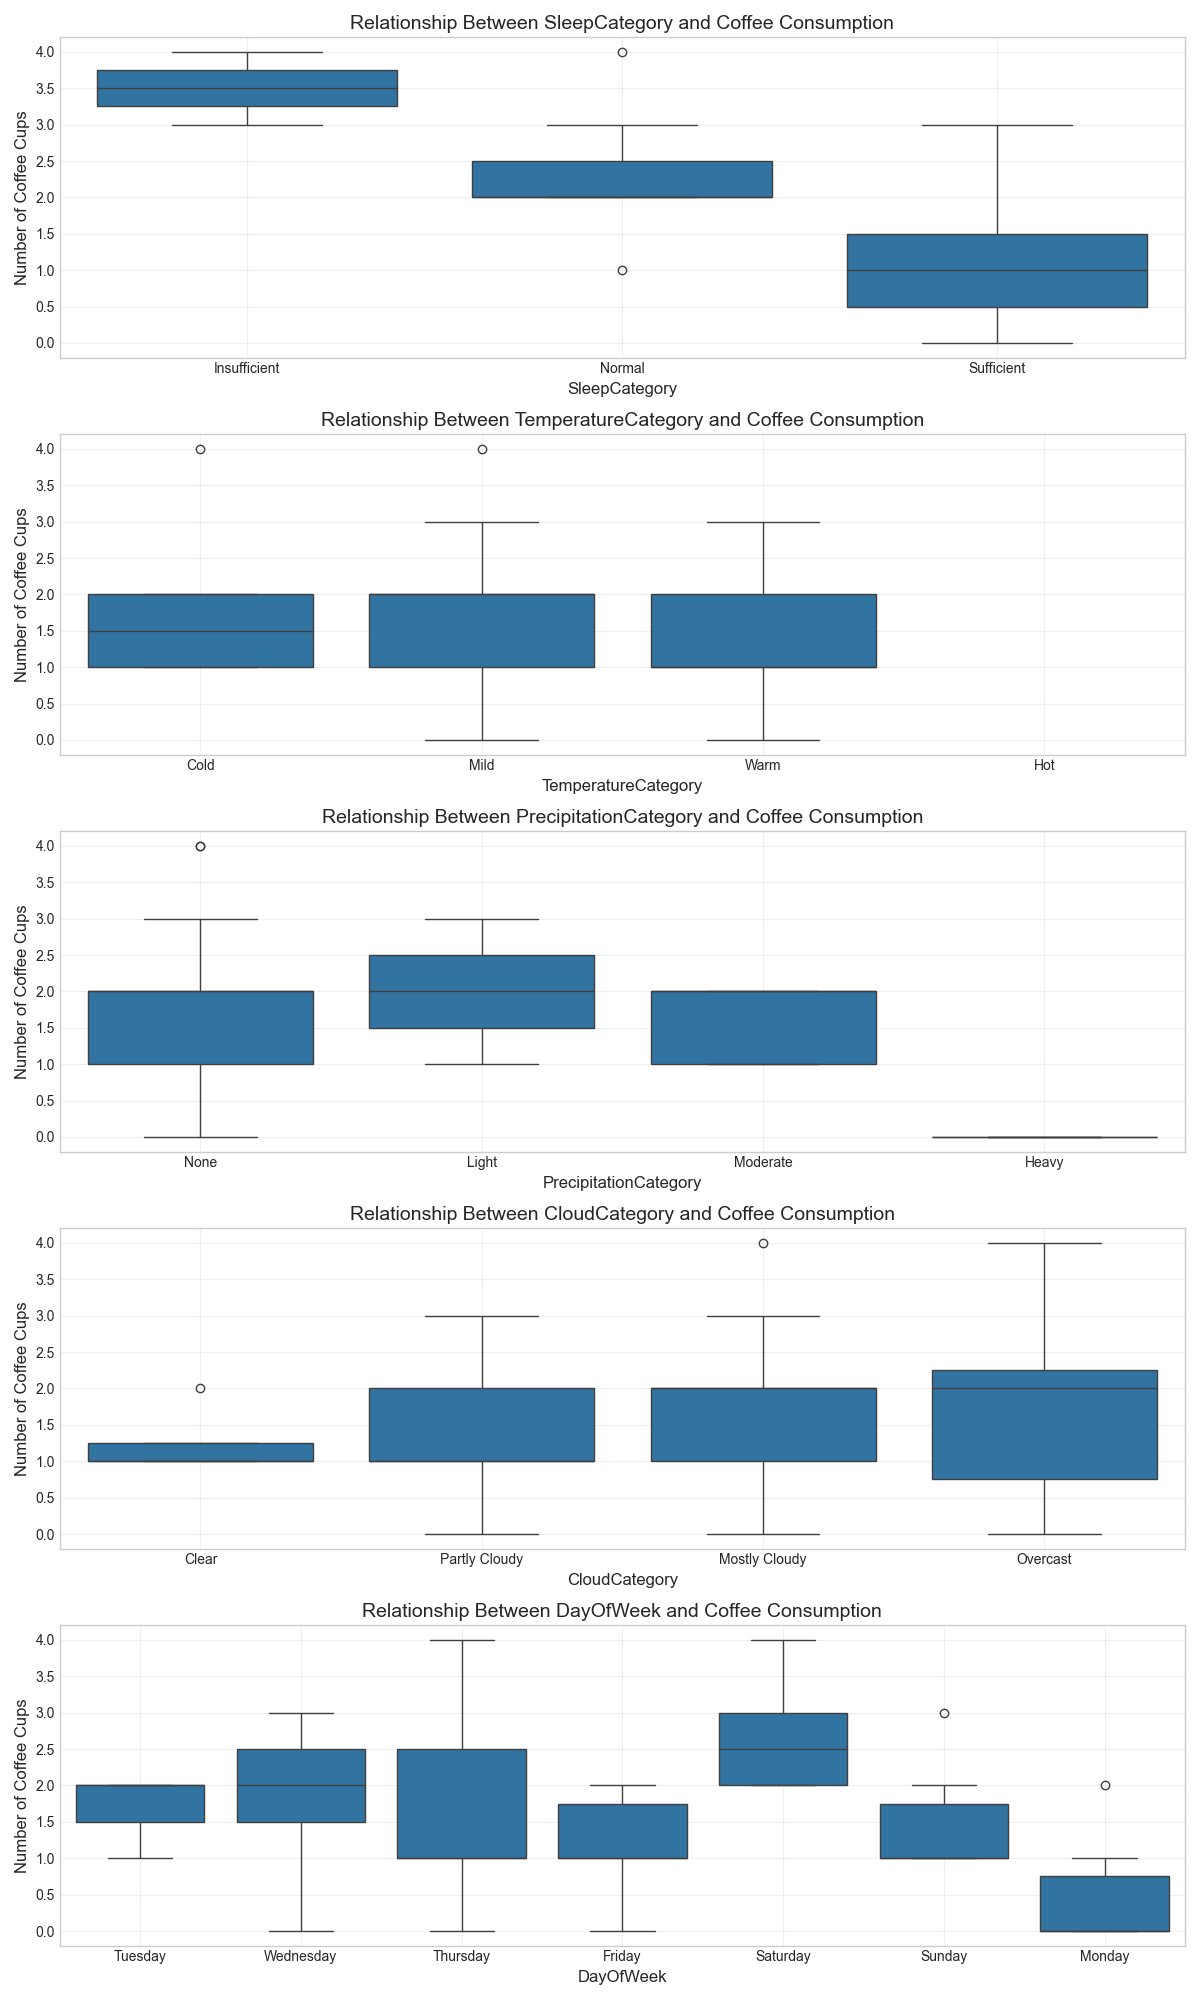 Relationship Between SleepCategory and Coffee Consumption
Number of Coffee Cups
4.0
3.5
3.0
2.5
2.0
1.5
1.0
0.5
0.0
Insufficient Normal Sufficient
SleepCategory
Relationship Between TemperatureCategory and Coffee Consumption
Number of Coffee Cups
4.0
3.5
3.0
2.5
2.0
1.5
1.0
0.5
0.0
Cold Mild Warm Hot
TemperatureCategory
Relationship Between PrecipitationCategory and Coffee Consumption
Number of Coffee Cups
4.0
3.5
3.0
2.5
2.0
1.5
1.0
0.5
0.0
None Light Moderate Heavy
PrecipitationCategory
Relationship Between CloudCategory and Coffee Consumption
Number of Coffee Cups
4.0
3.5
3.0
2.5
2.0
1.5
1.0
0.5
0.0
Clear Partly Cloudy Mostly Cloudy Overcast
CloudCategory
Relationship Between DayOfWeek and Coffee Consumption
Number of Coffee Cups
4.0
3.5
3.0
2.5
2.0
1.5
1.0
0.5
0.0
Tuesday Wednesday Thursday Friday Saturday Sunday Monday
DayOfWeek